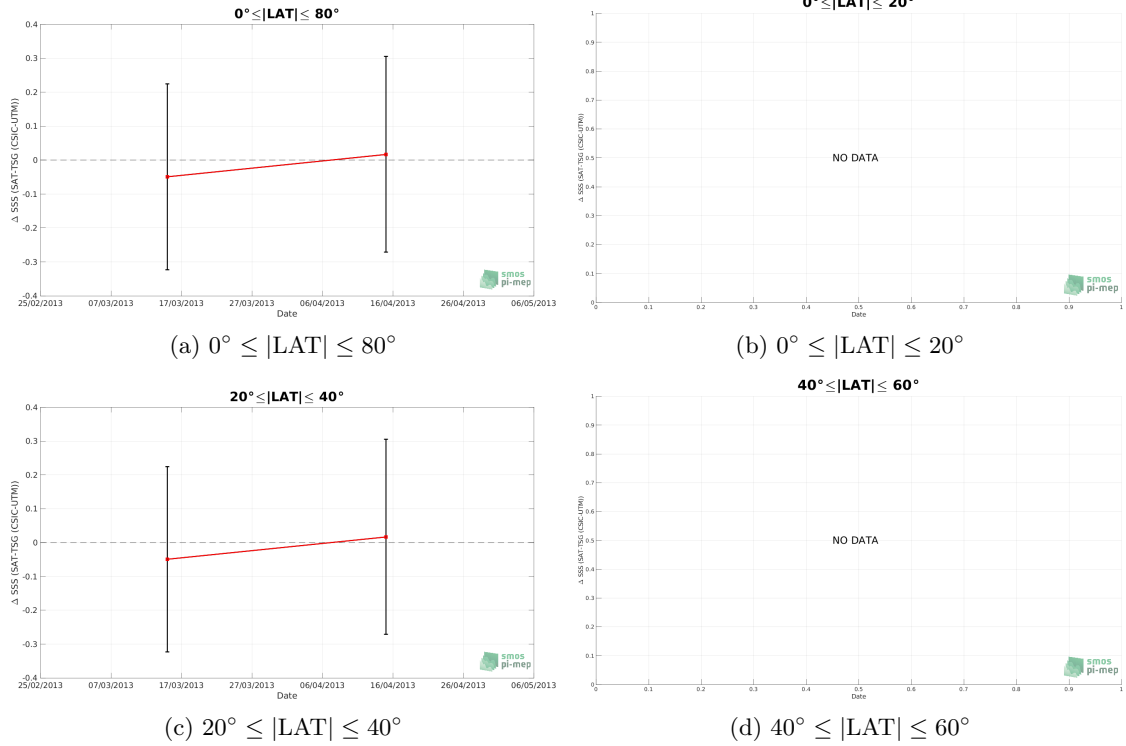 0°≤|LAT|≤ 80°
0.4
0.3
0.2
0.1
0
-0.1
-0.2
-0.3
-0.4
Δ SSS (SAT-TSG (CSIC-UTM))
25/02/2013 07/03/2013 17/03/2013 27/03/2013 06/04/2013 16/04/2013 26/04/2013 06/05/2013
Date
smos
pi-mep
(a) 0° ≤ |LAT| ≤ 80°
0°≤|LAT|≤ 20°
1
0.9
0.8
0.7
0.6
0.5
0.4
0.3
0.2
0.1
0
Δ SSS (SAT-TSG (CSIC-UTM))
NO DATA
0 0.1 0.2 0.3 0.4 0.5 0.6 0.7 0.8 0.9 1
Date
smos
pi-mep
(b) 0° ≤ |LAT| ≤ 20°
20°≤|LAT|≤ 40°
0.4
0.3
0.2
0.1
0
-0.1
-0.2
-0.3
-0.4
Δ SSS (SAT-TSG (CSIC-UTM))
25/02/2013 07/03/2013 17/03/2013 27/03/2013 06/04/2013 16/04/2013 26/04/2013 06/05/2013
Date
smos
pi-mep
(c) 20° ≤ |LAT| ≤ 40°
40°≤|LAT|≤ 60°
1
0.9
0.8
0.7
0.6
0.5
0.4
0.3
0.2
0.1
0
Δ SSS (SAT-TSG (CSIC-UTM))
NO DATA
0 0.1 0.2 0.3 0.4 0.5 0.6 0.7 0.8 0.9 1
Date
smos
pi-mep
(d) 40° ≤ |LAT| ≤ 60°